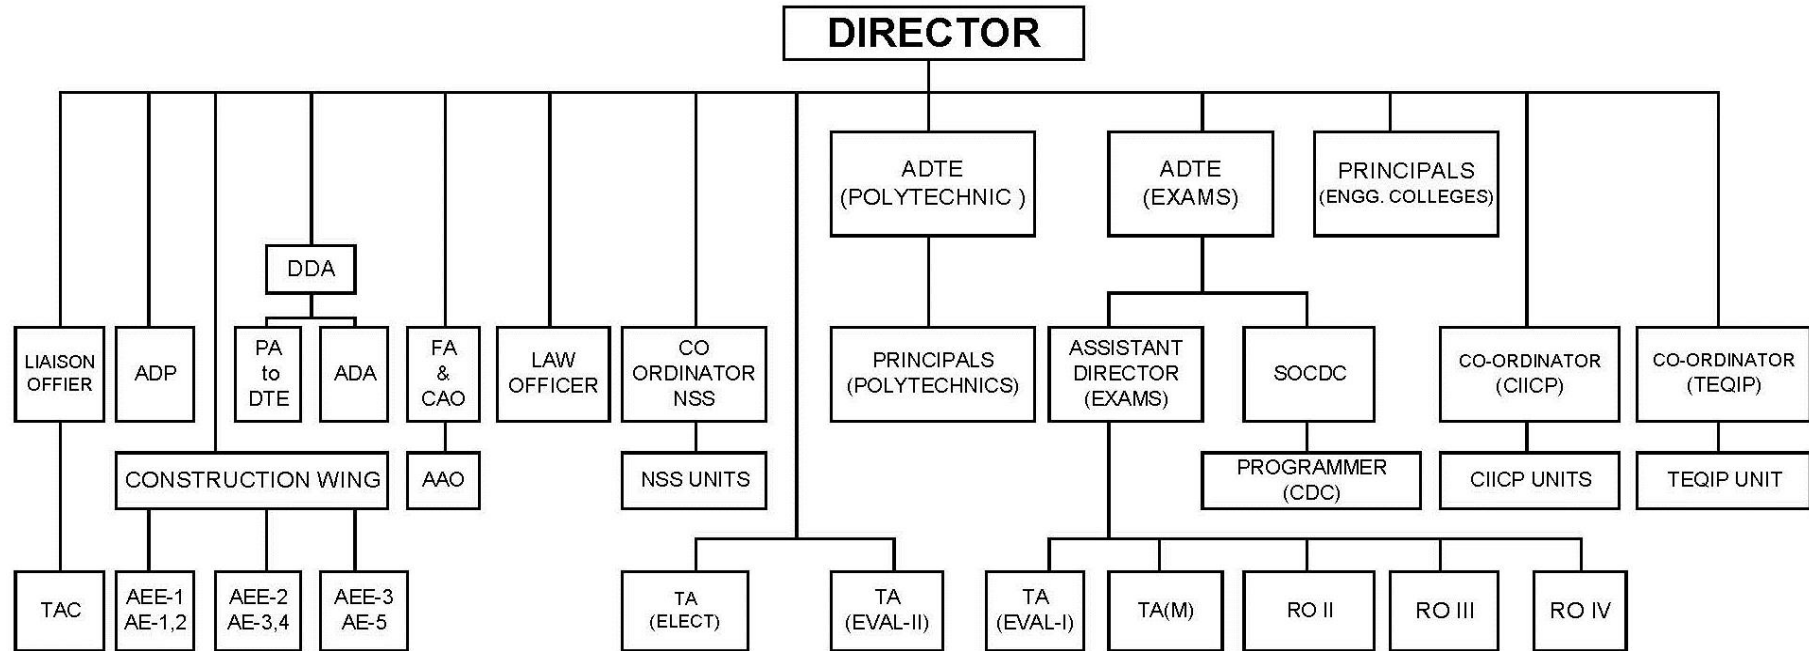 DIRECTOR
ADTE
(POLYTECHNIC )
ADTE
(EXAMS)
PRINCIPALS
(ENGG. COLLEGES)
DDA
LIAISON
OFFIER
ADP
PA
to
DTE
ADA
FA
&
CAO
LAW
OFFICER
CO
ORDINATOR
NSS
PRINCIPALS
(POLYTECHNICS)
ASSISTANT
DIRECTOR
(EXAMS)
SOCDC
CO-ORDINATOR
(CIICP)
CO-ORDINATOR
(TEQIP)
CONSTRUCTION WING
AAO
NSS UNITS
PROGRAMMER
(CDC)
CIICP UNITS
TEQIP UNIT
TAC
AEE-1
AE-1,2
AEE-2
AE-3,4
AEE-3
AE-5
TA
(ELECT)
TA
(EVAL-II)
TA
(EVAL-I)
TA(M)
RO II
RO III
RO IV